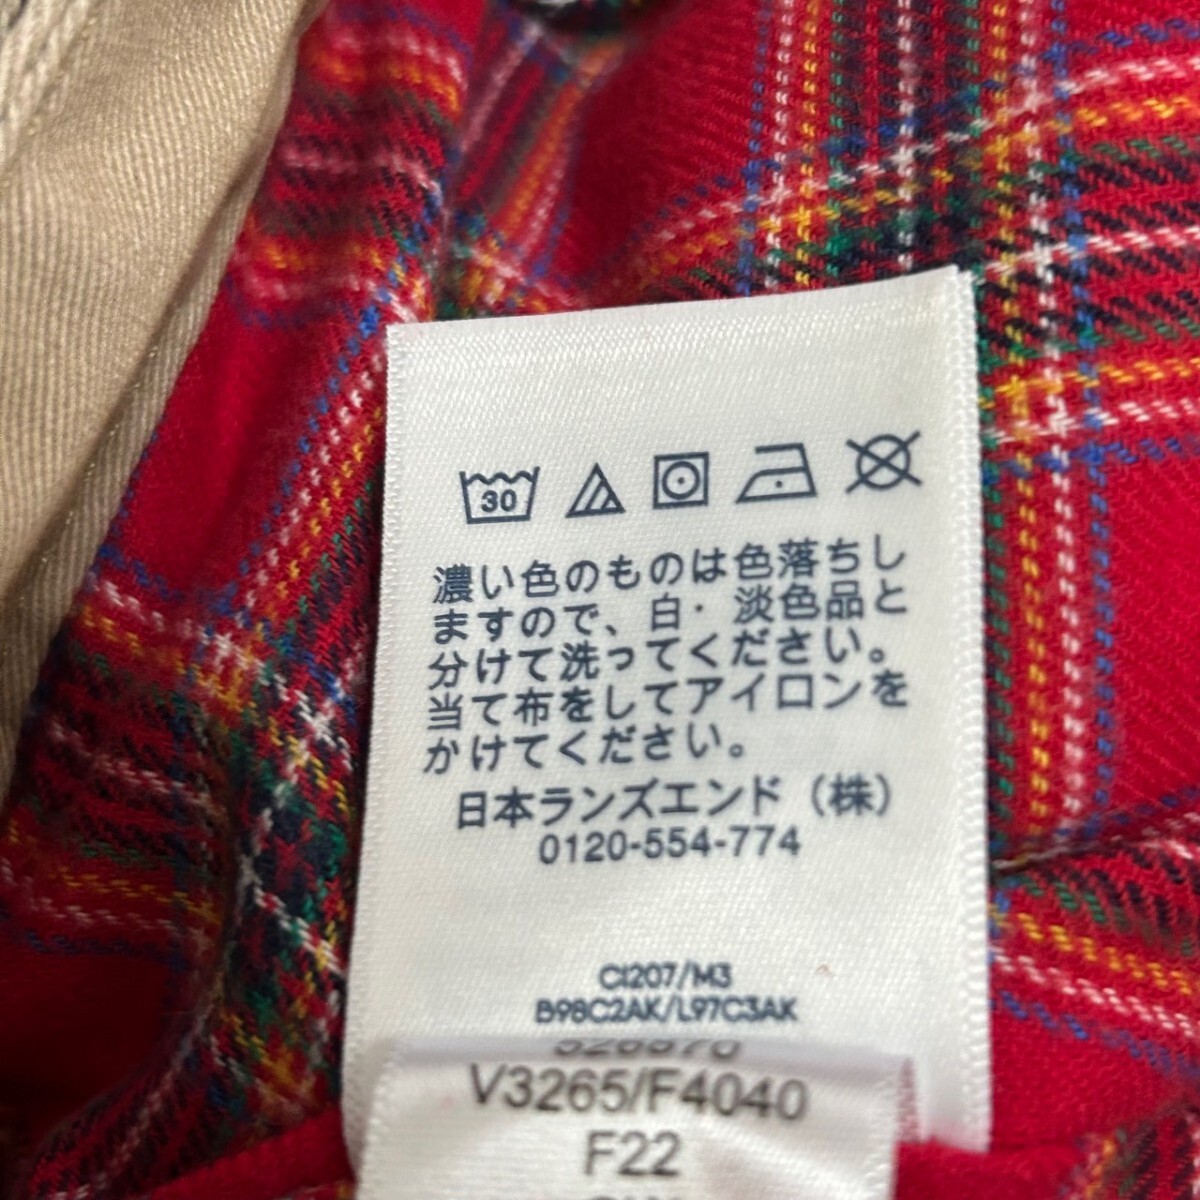 30
濃い色のものは色落ちし
ますので、白・淡色品と
分けて洗ってください。
当て布をしてアイロンを
かけてください。
日本ランズエンド（株）
0120-554-774
C1207/M3
B98C2AK/L97C3AK
V3265/F4040
F22